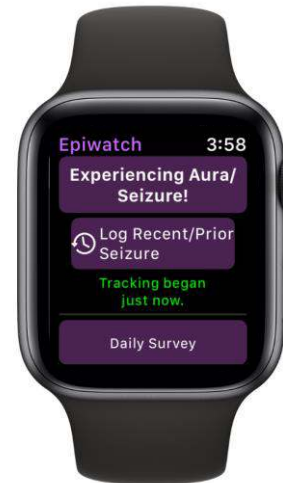 Epiwatch 3:58
Experiencing Aura/
Seizure!
Log Recent/Prior
Seizure
Tracking began
just now.
Daily Survey